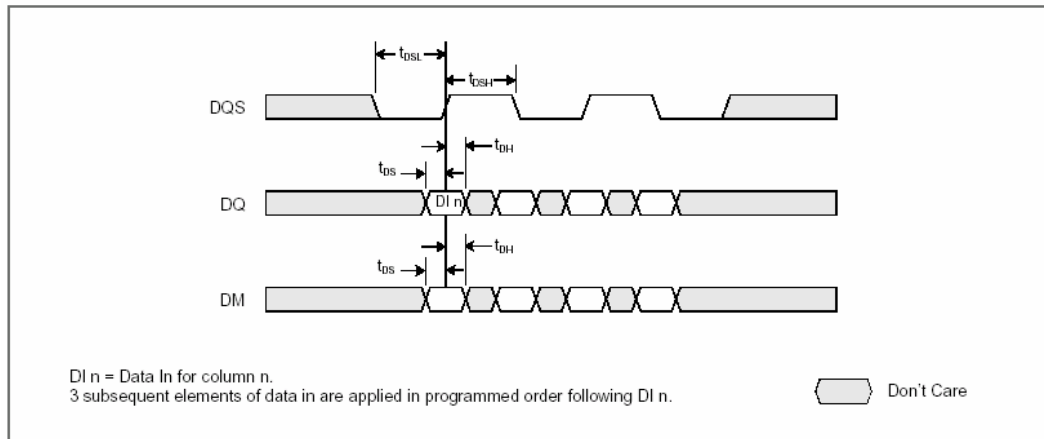 tDSL
tDSH
DQS
tDH
tDS
DQ
DI n
tDH
tDS
DM
DI n = Data In for column n.
3 subsequent elements of data in are applied in programmed order following DI n.
Don't Care